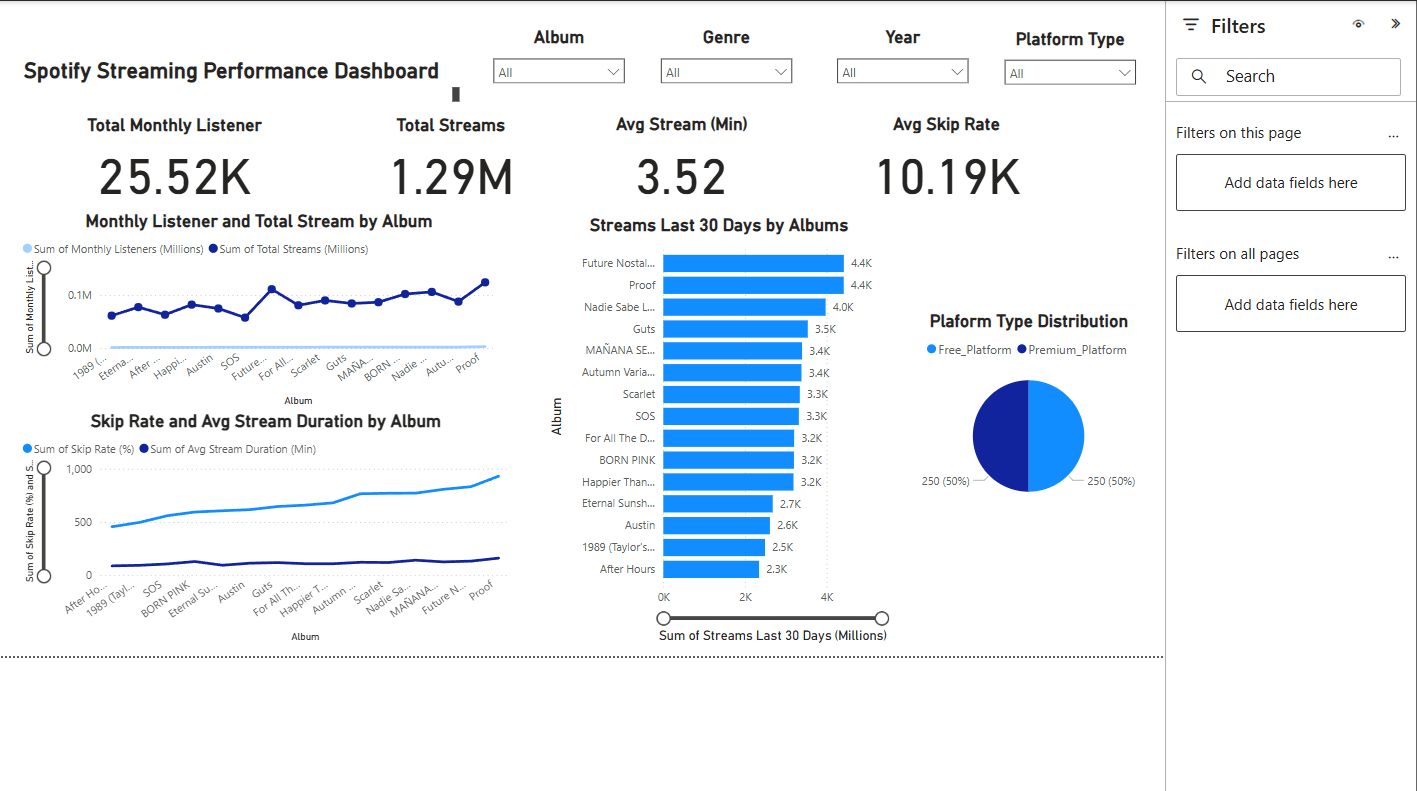 Spotify Streaming Performance Dashboard
Album
All
Genre
All
Year
All
Platform Type
All
Total Monthly Listener
25.52K
Total Streams
1.29M
Avg Stream (Min)
3.52
Avg Skip Rate
10.19K
Monthly Listener and Total Stream by Album
Sum of Monthly Listeners (Millions) Sum of Total Streams (Millions)
Sum of Monthly List...
0.1M
0.0M
1989 (...
Eterna...
After ...
Happi...
Austin
SOS
Future...
For All...
Scarlet
Guts
MAÑA...
BORN ...
Nadie ...
Autu...
Proof
Album
Skip Rate and Avg Stream Duration by Album
Sum of Skip Rate (%) Sum of Avg Stream Duration (Min)
Sum of Skip Rate (%) and S...
1,000
500
0
After Ho...
1989 (Tayl...
SOS
BORN PINK
Eternal Su...
Austin
Guts
For All Th...
Happier T...
Autumn ...
Scarlet
Nadie Sa...
MAÑANA...
Future N...
Proof
Album
Streams Last 30 Days by Albums
Album
Future Nostal... 4.4K
Proof 4.4K
Nadie Sabe L... 4.0K
Guts 3.5K
MAÑANA SE... 3.4K
Autumn Varia... 3.4K
Scarlet 3.3K
SOS 3.3K
For All The D... 3.2K
BORN PINK 3.2K
Happier Than... 3.2K
Eternal Sunsh... 2.7K
Austin 2.6K
1989 (Taylor's... 2.5K
After Hours 2.3K
0K 2K 4K
Sum of Streams Last 30 Days (Millions)
Plaform Type Distribution
Free_Platform Premium_Platform
250 (50%) 250 (50%)
Filters
Search
Filters on this page ...
Add data fields here
Filters on all pages ...
Add data fields here